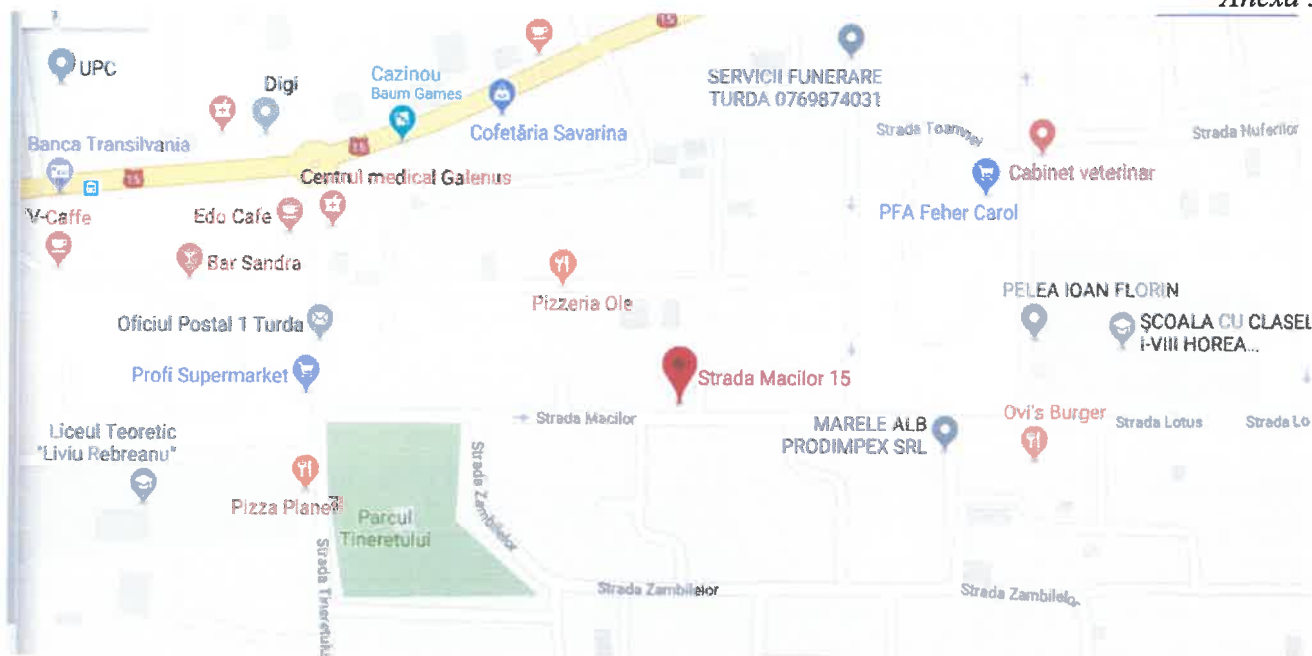 Anexa
15
UPC
Digi
Cazinou
Baum Games
Cofetăria Savarina
SERVICII FUNERARE
TURDA 0769874031
Strada Toamnei
Strada Nuferilor
Banca Transilvania
15
15
Centrul medical Galenus
Cabinet veterinar
PFA Feher Carol
V-Caffe
Edo Cafe
Bar Sandra
Pizzeria Ole
PELEA IOAN FLORIN
Oficiul Postal 1 Turda
ȘCOALA CU CLASEL
I-VIII HOREA...
Profi Supermarket
Strada Macilor 15
Strada Macilor
MARELE ALB
PRODIMPEX SRL
Ovi's Burger
Strada Lotus
Strada Lo
Liceul Teoretic
"Liviu Rebreanu"
Strada Zambilelor
Pizza Planet
Parcul
Tineretului
Strada Tineretului
Strada Zambilelor
Strada Zambilelor